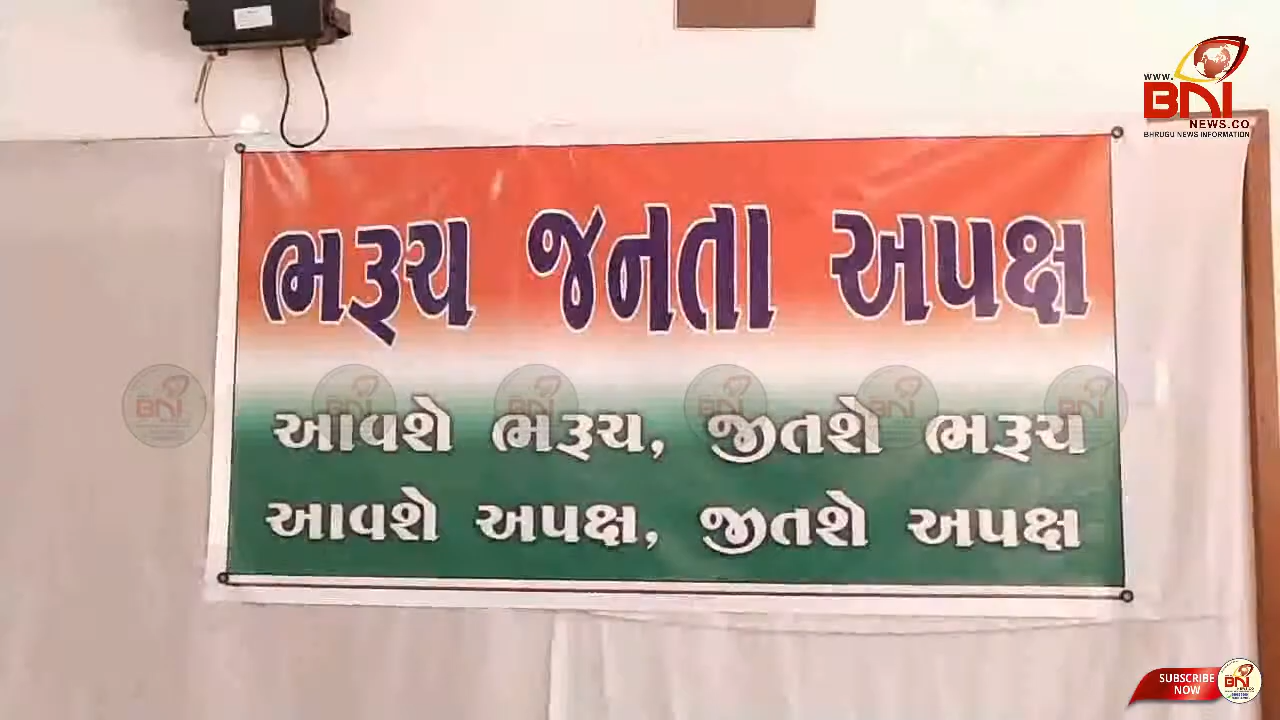 WWW.
BNI
NEWS.CO
BHRUGU NEWS INFORMATION
ભરૂચ જનતા અપક્ષ
આવશે ભરૂચ, જીતશે ભરૂચ
આવશે અપક્ષ, જીતશે અપક્ષ
SUBSCRIBE
NOW
BNI